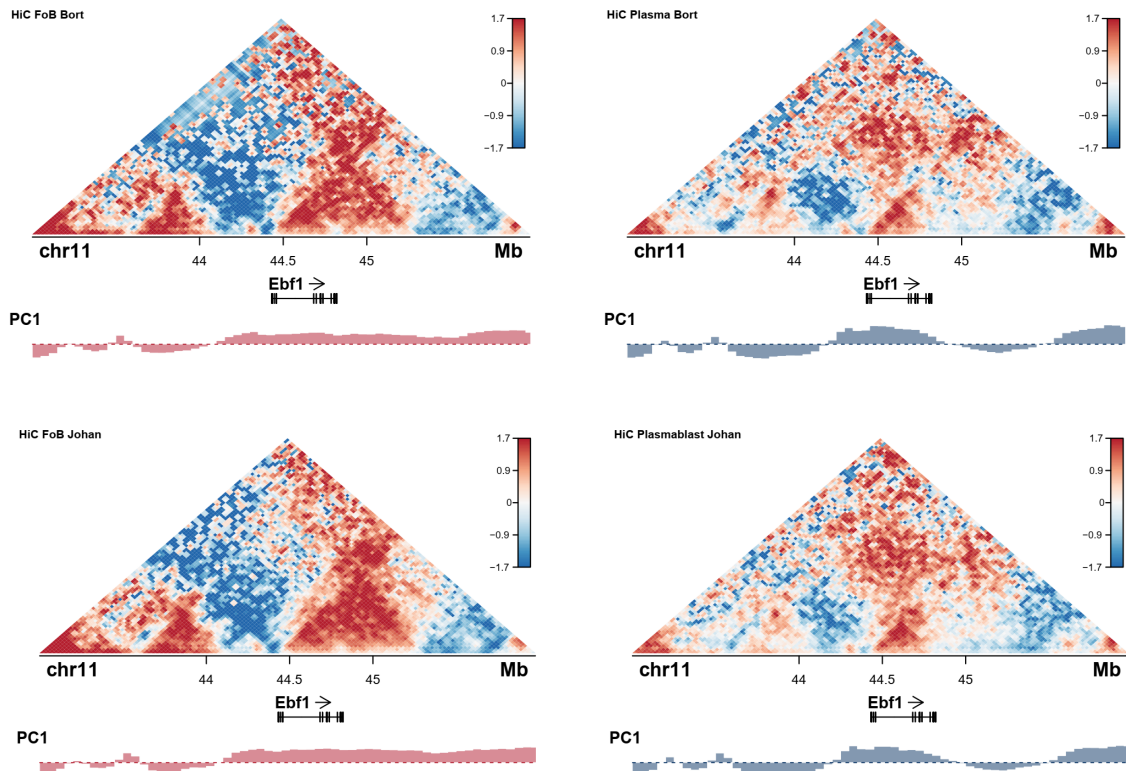 HiC FoB Bort
1.7
0.9
0
−0.9
−1.7
chr11
Mb
44
44.5
45
Ebf1
PC1
HiC Plasma Bort
1.7
0.9
0
−0.9
−1.7
chr11
Mb
44
44.5
45
Ebf1
PC1
HiC FoB Johan
1.7
0.9
0
−0.9
−1.7
chr11
Mb
44
44.5
45
Ebf1
PC1
HiC Plasmablast Johan
1.7
0.9
0
−0.9
−1.7
chr11
Mb
44
44.5
45
Ebf1
PC1